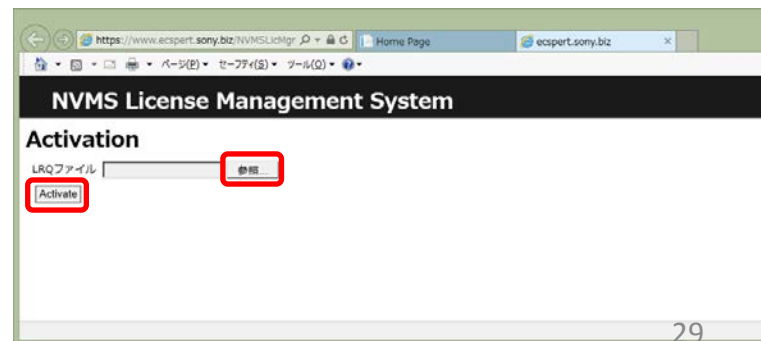 https://www.ecspert.sony.biz/NVMSLicMgr
Home Page
ecspert.sony.biz
ページ(P)
セーフティ(S)
ツール(O)
NVMS License Management System
Activation
LRQファイル
参照...
Activate
29